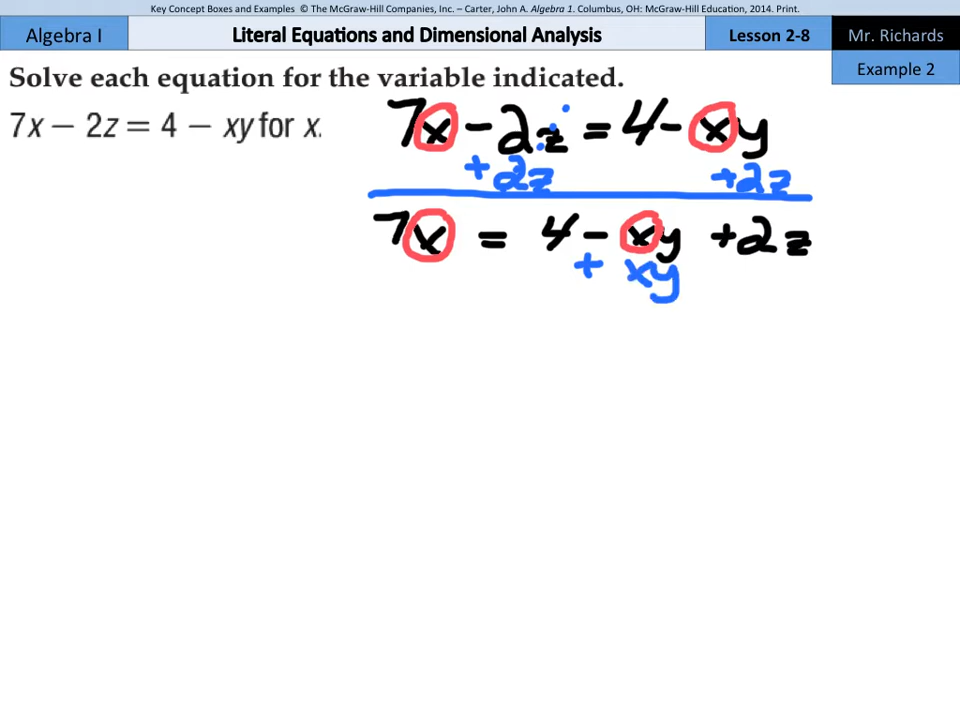 Key Concept Boxes and Examples © The McGraw-Hill Companies, Inc. – Carter, John A. Algebra 1. Columbus, OH: McGraw-Hill Education, 2014. Print.
Algebra I
Literal Equations and Dimensional Analysis
Lesson 2-8
Mr. Richards
Example 2
Solve each equation for the variable indicated.
7x − 2z = 4 − xy for x.
7x - 2z = 4 - xy
+2z +2z
7x = 4 - xy +2z
+ xy